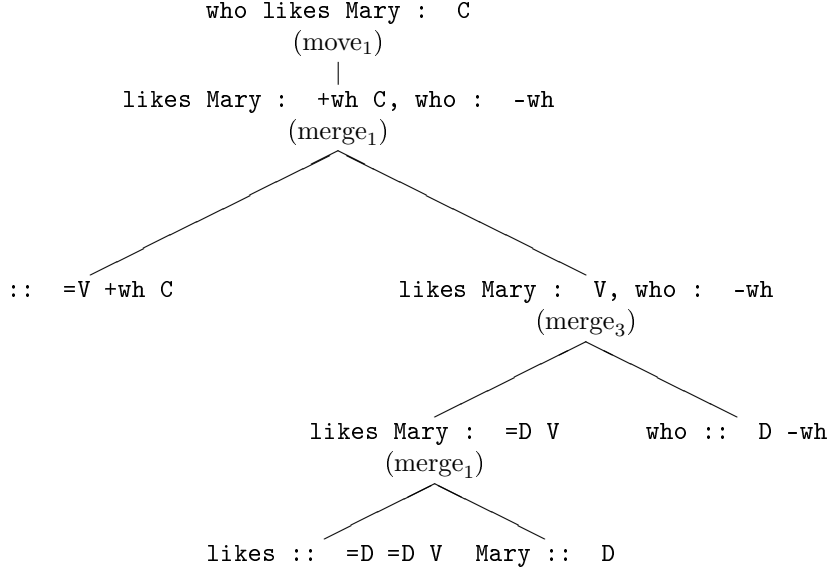 who likes Mary : C
(move₁)
likes Mary : +wh C, who : -wh
(merge₁)
:: =V +wh C
likes Mary : V, who : -wh
(merge₃)
likes Mary : =D V
who :: D -wh
(merge₁)
likes :: =D =D V
Mary :: D